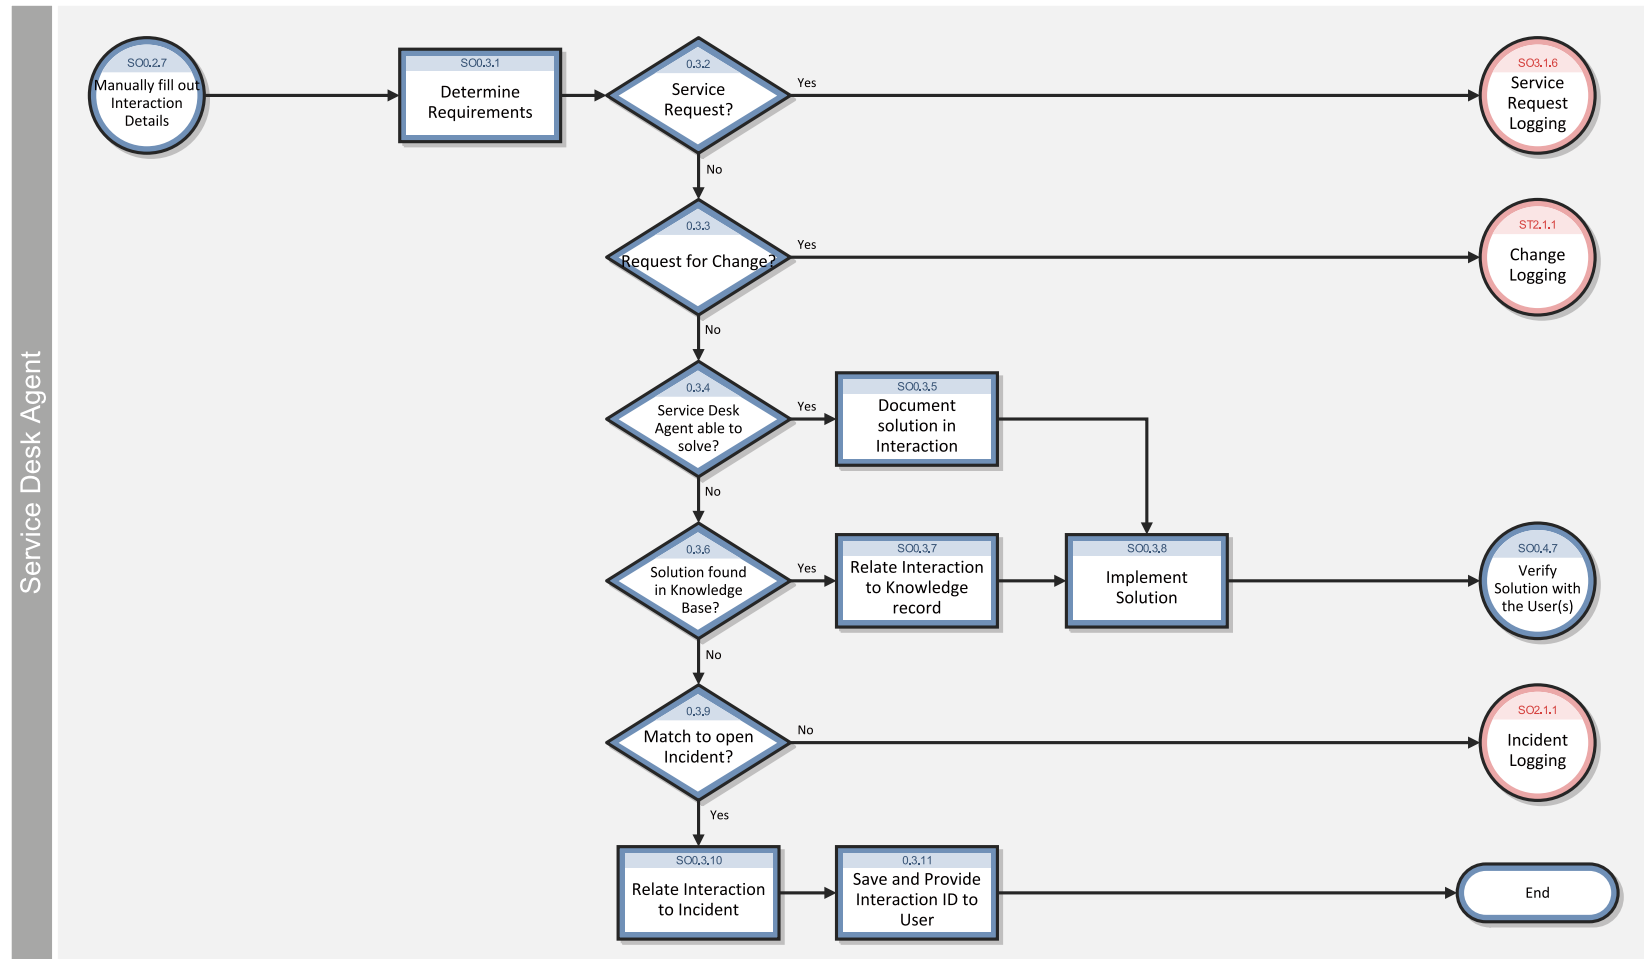 Service Desk Agent
SO0.2.7
Manually fill out
Interaction
Details
SO0.3.1
Determine
Requirements
0.3.2
Service
Request?
Yes
No
SO3.1.6
Service
Request
Logging
0.3.3
Request for Change?
Yes
No
ST2.1.1
Change
Logging
0.3.4
Service Desk
Agent able to
solve?
Yes
No
SO0.3.5
Document
solution in
Interaction
0.3.6
Solution found
in Knowledge
Base?
Yes
No
SO0.3.7
Relate Interaction
to Knowledge
record
SO0.3.8
Implement
Solution
SO0.4.7
Verify
Solution with
the User(s)
0.3.9
Match to open
Incident?
No
Yes
SO2.1.1
Incident
Logging
SO0.3.10
Relate Interaction
to Incident
0.3.11
Save and Provide
Interaction ID to
User
End